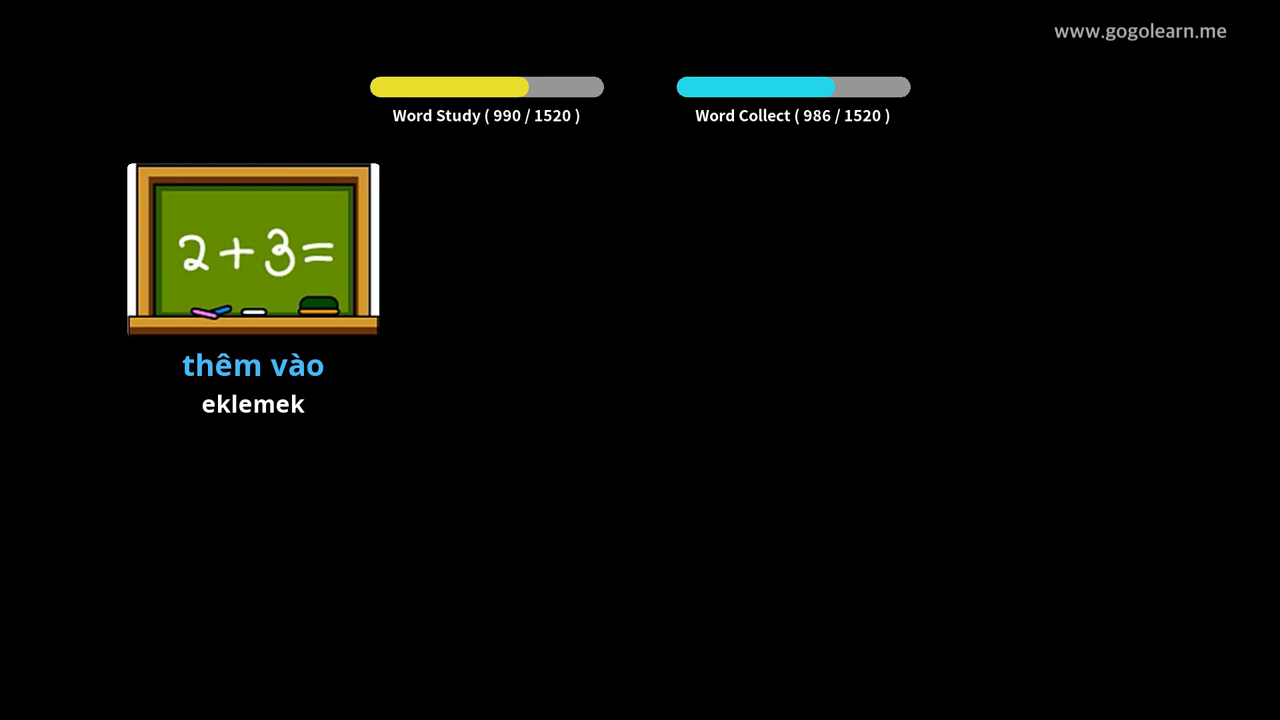 www.gogolearn.me
Word Study ( 990 / 1520 )
Word Collect ( 986 / 1520 )
2+3=
thêm vào
eklemek